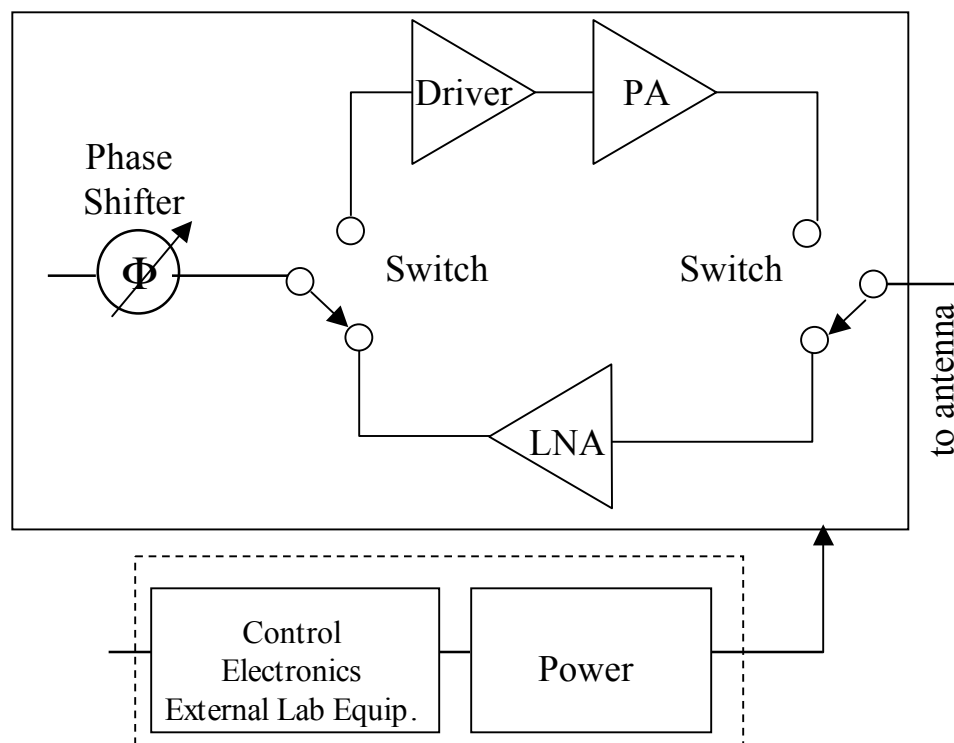 Driver
PA
Phase
Shifter
Φ
Switch
Switch
to antenna
LNA
Control
Electronics
External Lab Equip.
Power